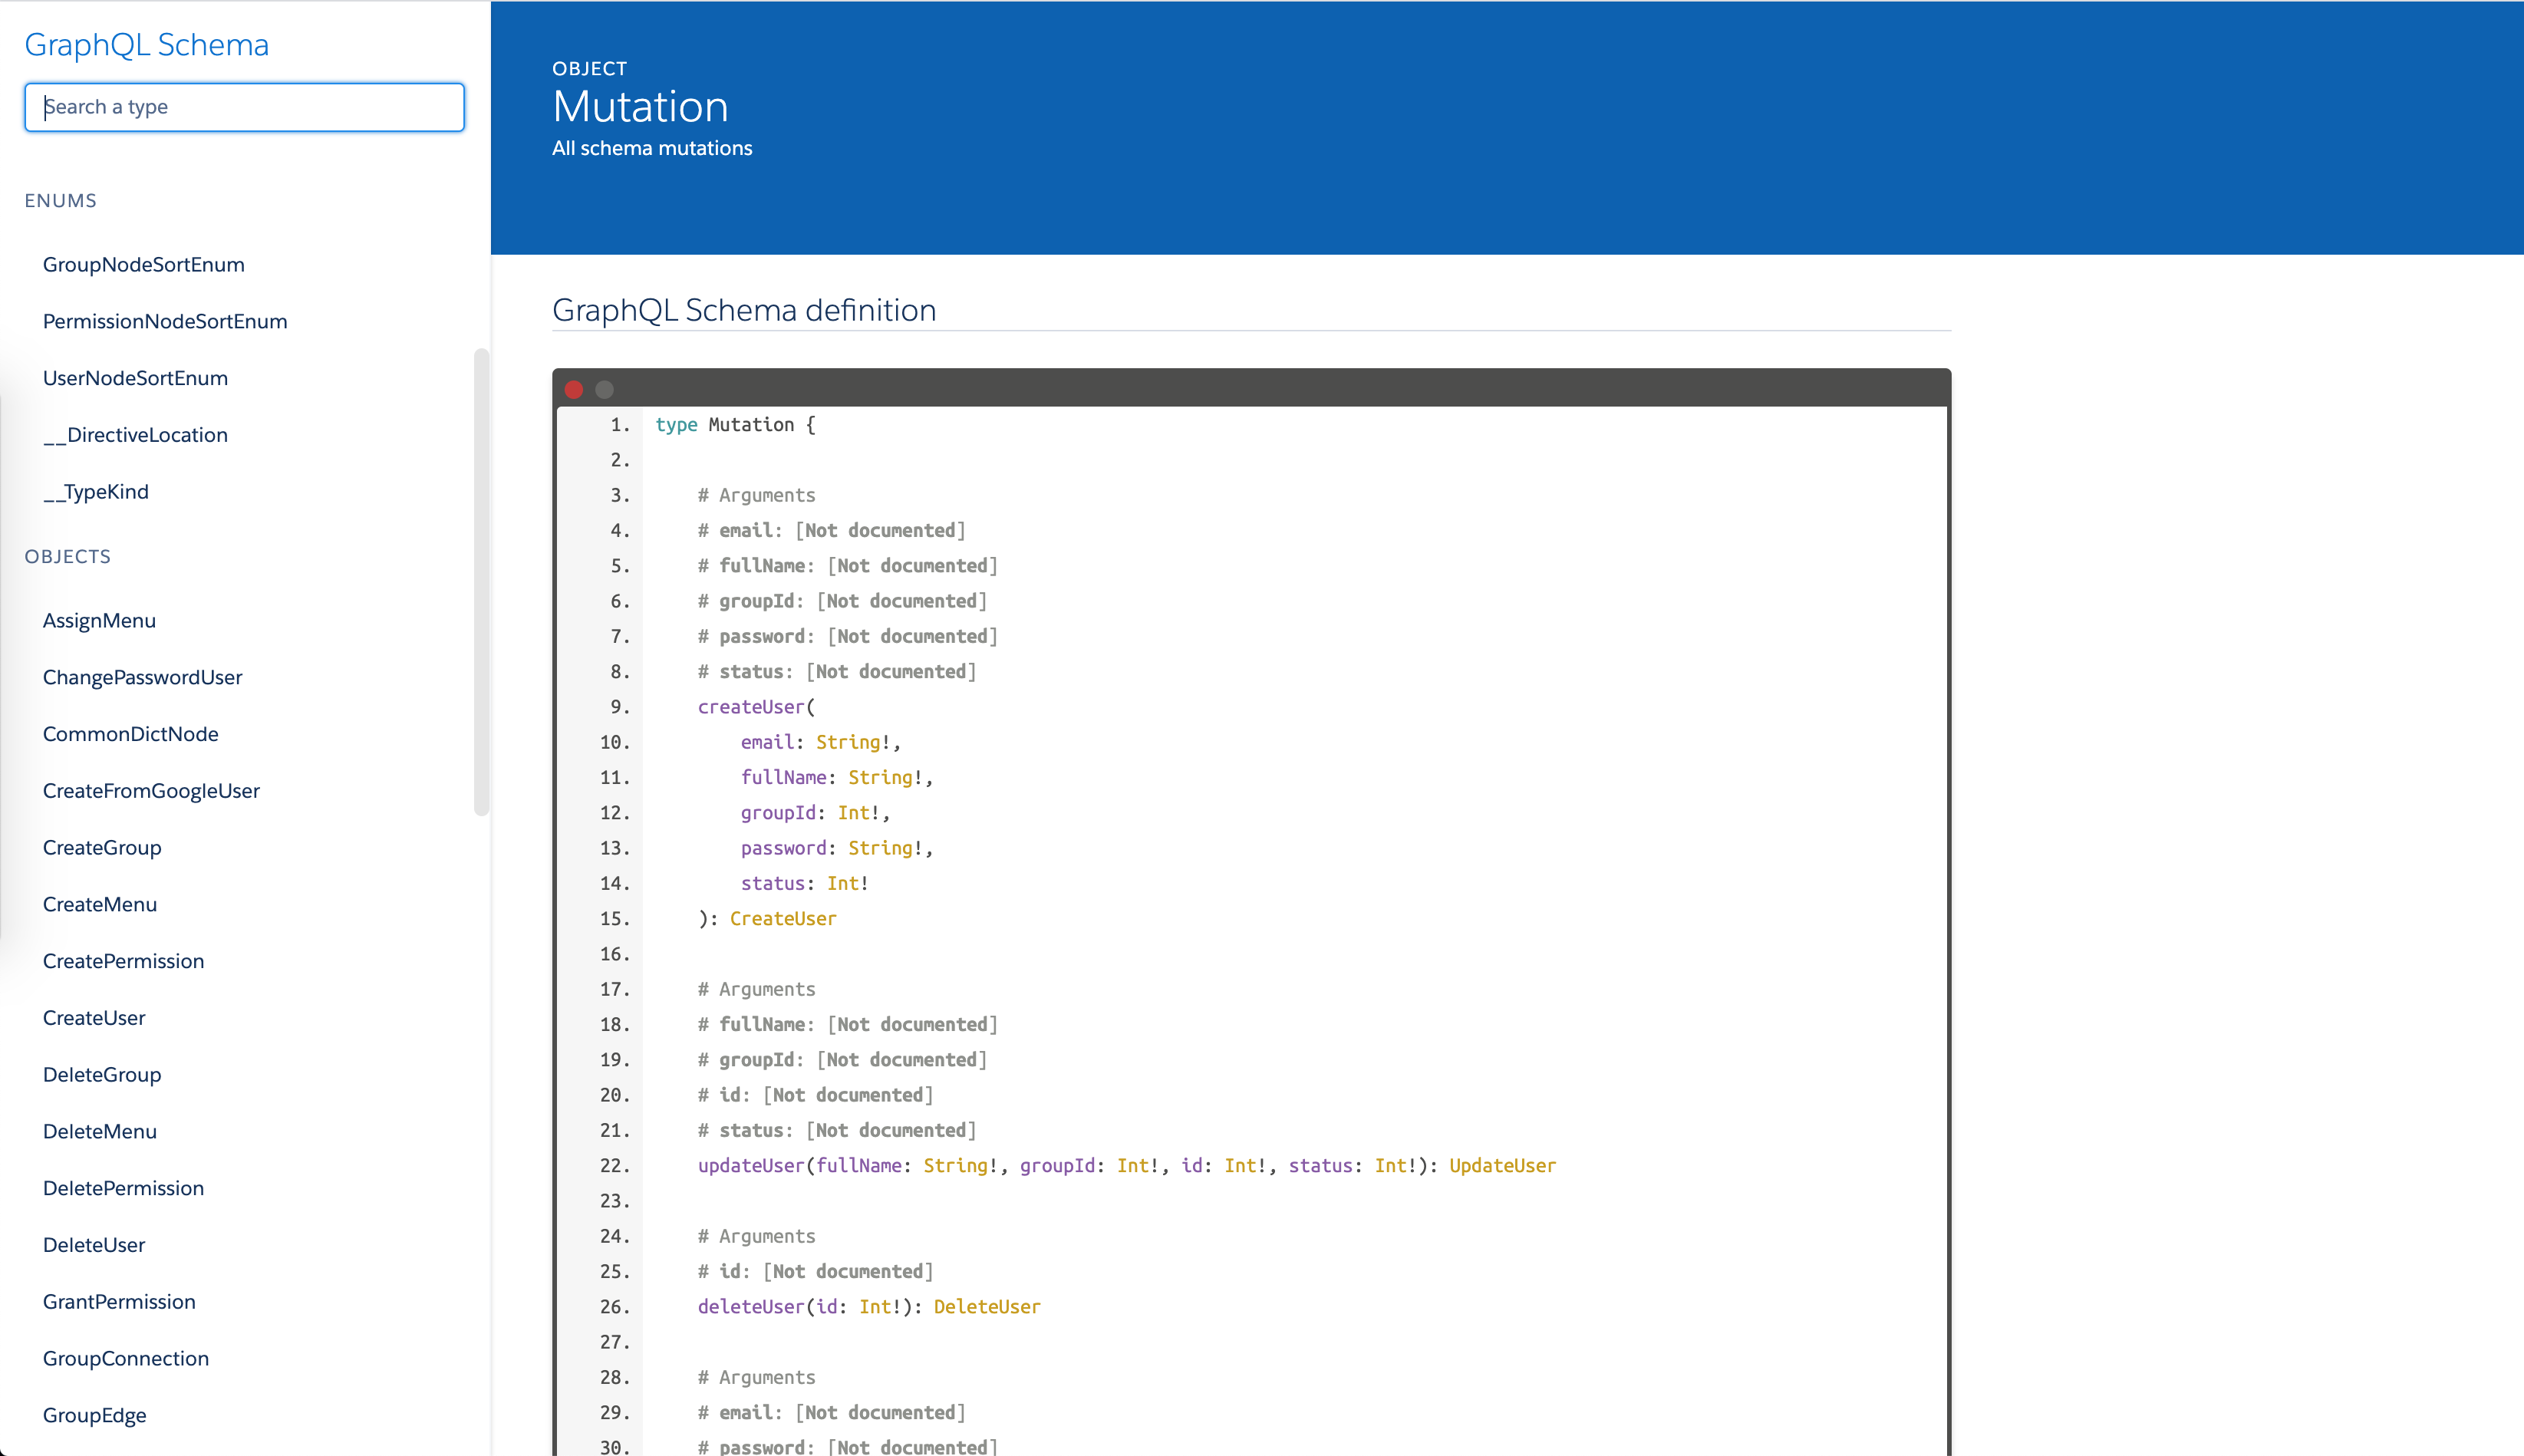 GraphQL Schema
Search a type
ENUMS
GroupNodeSortEnum
PermissionNodeSortEnum
UserNodeSortEnum
__DirectiveLocation
__TypeKind
OBJECTS
AssignMenu
ChangePasswordUser
CommonDictNode
CreateFromGoogleUser
CreateGroup
CreateMenu
CreatePermission
CreateUser
DeleteGroup
DeleteMenu
DeletePermission
DeleteUser
GrantPermission
GroupConnection
GroupEdge
OBJECT
Mutation
All schema mutations
GraphQL Schema definition
1. type Mutation {
2.
3. # Arguments
4. # email: [Not documented]
5. # fullName: [Not documented]
6. # groupId: [Not documented]
7. # password: [Not documented]
8. # status: [Not documented]
9. createUser(
10. email: String!,
11. fullName: String!,
12. groupId: Int!,
13. password: String!,
14. status: Int!
15. ): CreateUser
16.
17. # Arguments
18. # fullName: [Not documented]
19. # groupId: [Not documented]
20. # id: [Not documented]
21. # status: [Not documented]
22. updateUser(fullName: String!, groupId: Int!, id: Int!, status: Int!): UpdateUser
23.
24. # Arguments
25. # id: [Not documented]
26. deleteUser(id: Int!): DeleteUser
27.
28. # Arguments
29. # email: [Not documented]
30. # password: [Not documented]